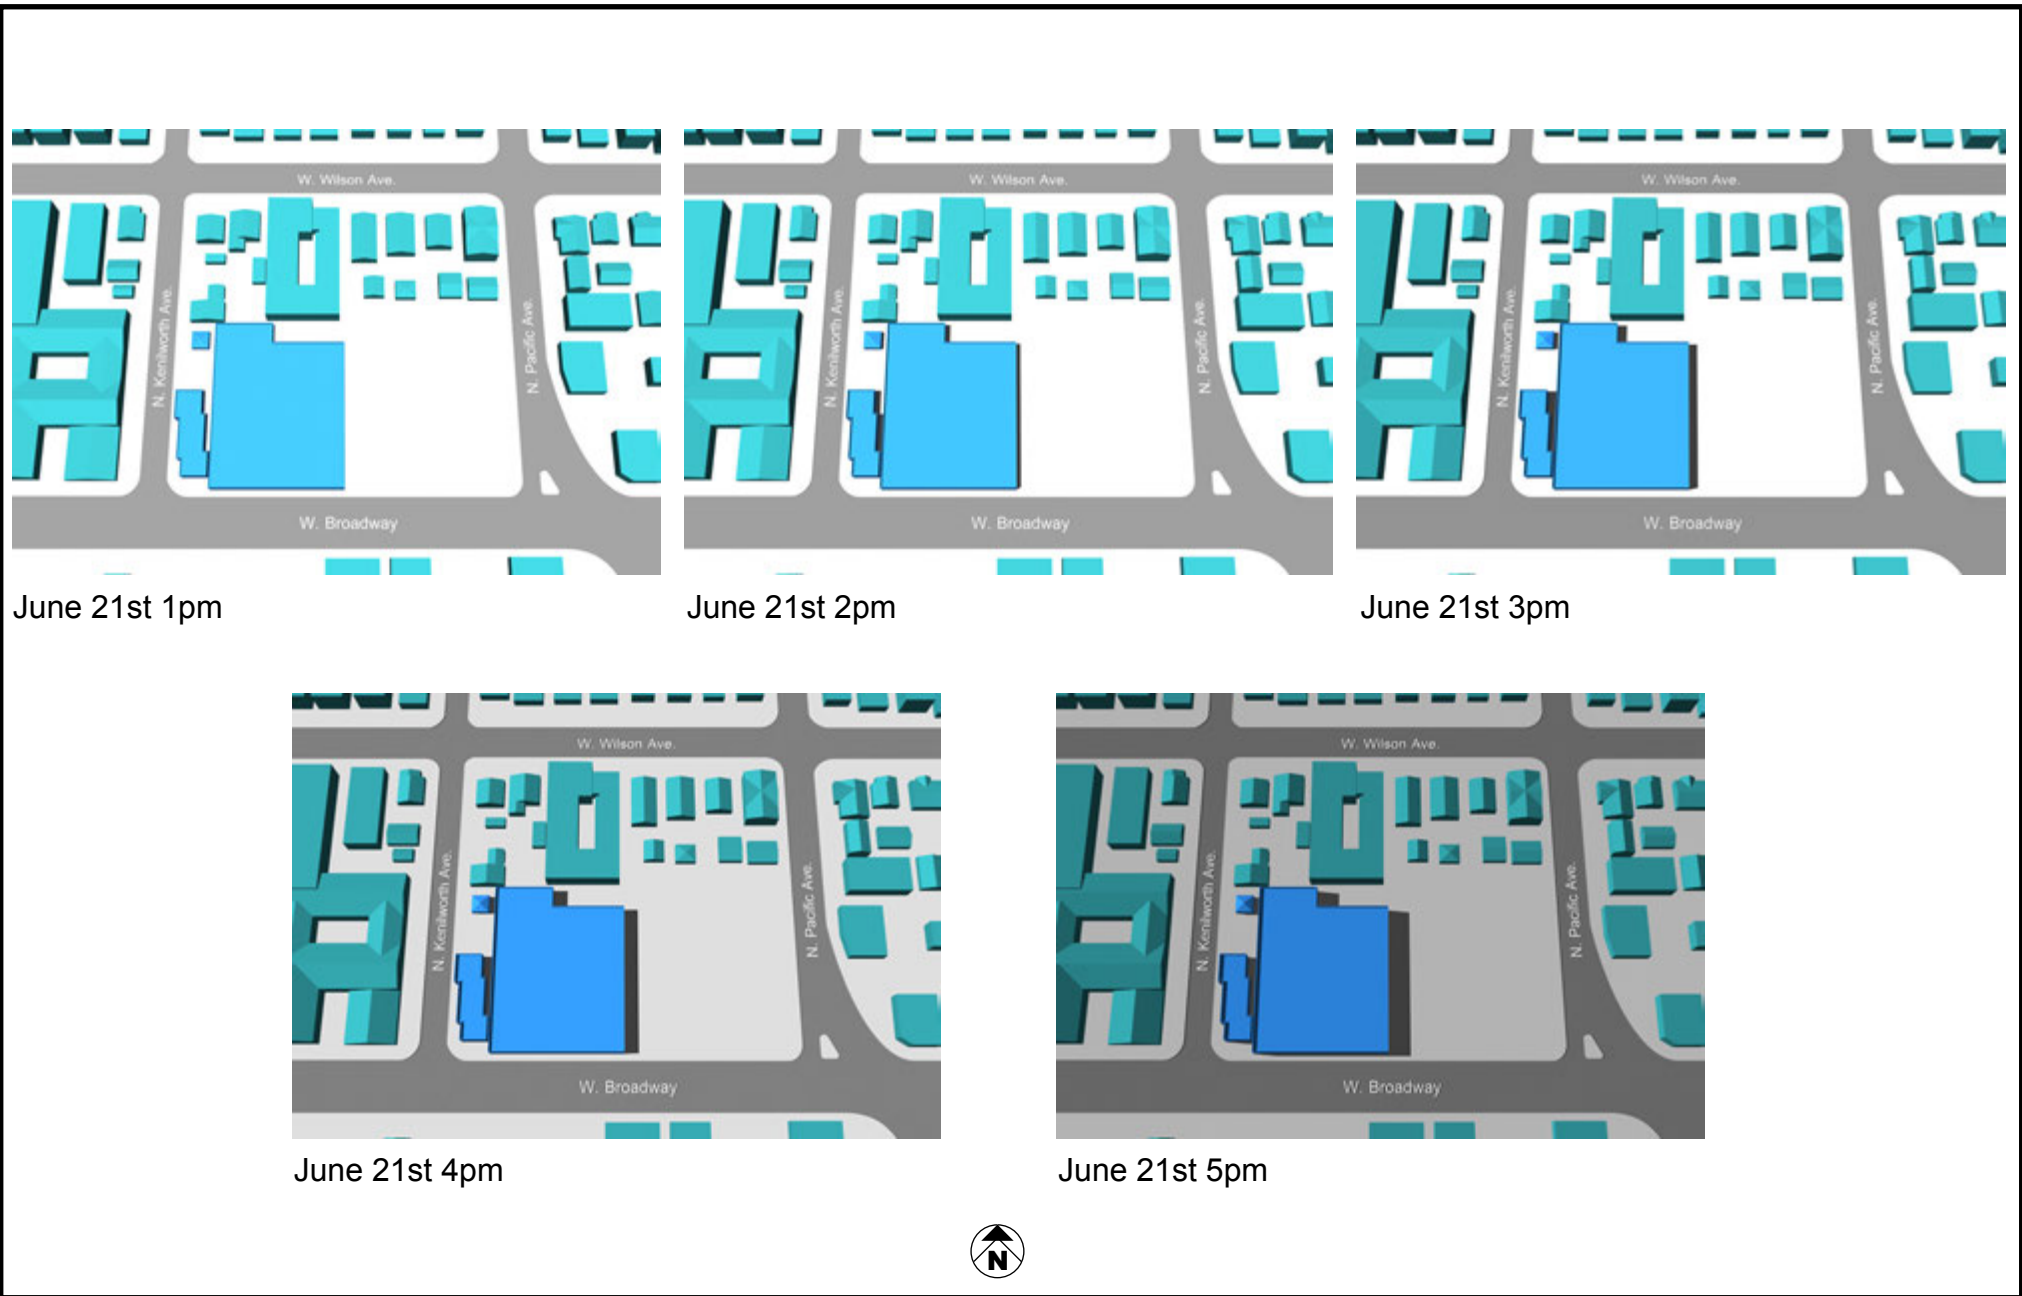 W. Wilson Ave.
N. Kenilworth Ave.
N. Pacific Ave.
W. Broadway
June 21st 1pm
W. Wilson Ave.
N. Kenilworth Ave.
N. Pacific Ave.
W. Broadway
June 21st 2pm
W. Wilson Ave.
N. Kenilworth Ave.
N. Pacific Ave.
W. Broadway
June 21st 3pm
W. Wilson Ave.
N. Kenilworth Ave.
N. Pacific Ave.
W. Broadway
June 21st 4pm
W. Wilson Ave.
N. Kenilworth Ave.
N. Pacific Ave.
W. Broadway
June 21st 5pm
N